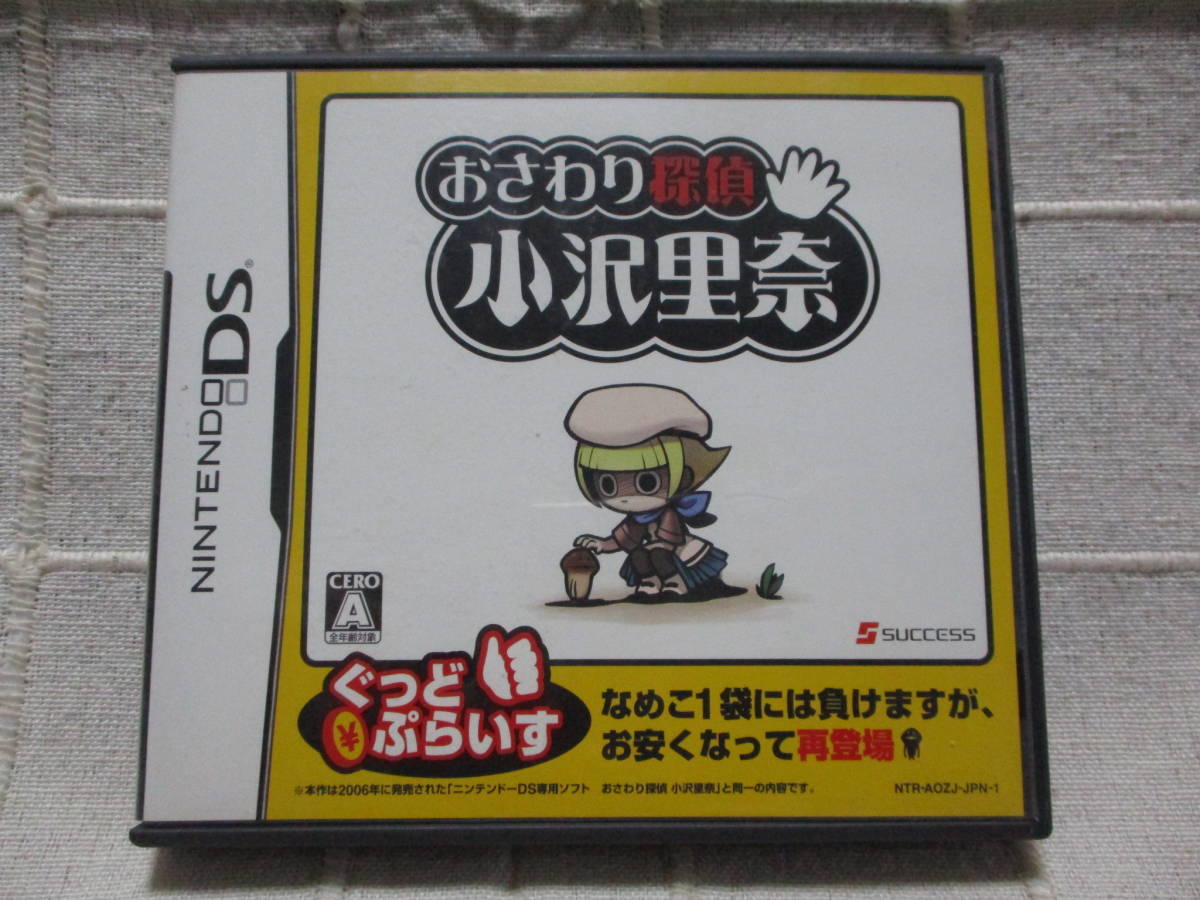 NINTENDO DS®
おさわり探偵
小沢里奈
CERO
A
全年齢対象
SUCCESS
ぐっど
ぷらいす
なめこ1袋には負けますが、
お安くなって再登場
※本作は2006年に発売された「ニンテンドーDS専用ソフト おさわり探偵 小沢里奈」と同一の内容です。
NTR-AOZJ-JPN-1